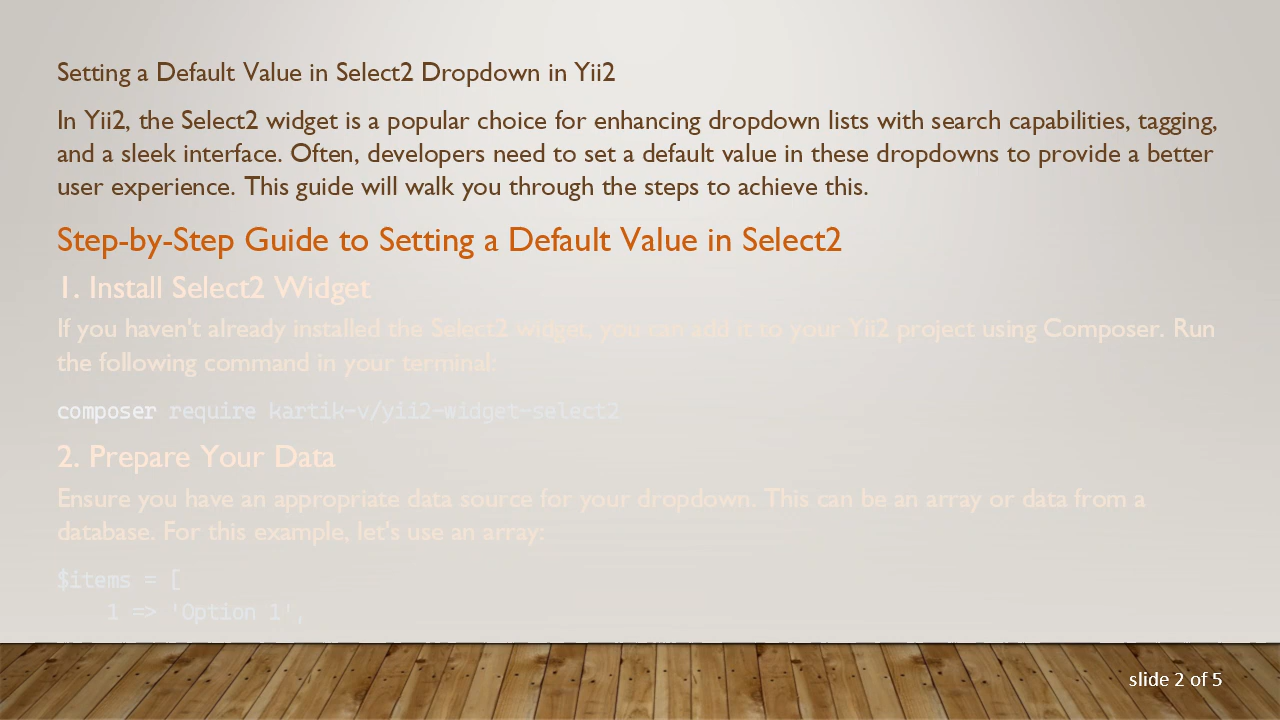 Setting a Default Value in Select2 Dropdown in Yii2
In Yii2, the Select2 widget is a popular choice for enhancing dropdown lists with search capabilities, tagging,
and a sleek interface. Often, developers need to set a default value in these dropdowns to provide a better
user experience. This guide will walk you through the steps to achieve this.
Step-by-Step Guide to Setting a Default Value in Select2
1. Install Select2 Widget
If you haven't already installed the Select2 widget, you can add it to your Yii2 project using Composer. Run
the following command in your terminal:
composer require kartik-v/yii2-widget-select2
2. Prepare Your Data
Ensure you have an appropriate data source for your dropdown. This can be an array or data from a
database. For this example, let's use an array:
$items = [
    1 => 'Option 1',
slide 2 of 5